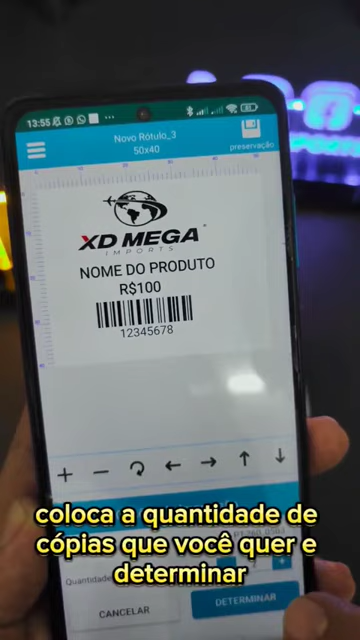 13:55
Novo Rótulo_3
50x40
preservação
XD MEGA
IMPORTS
NOME DO PRODUTO
R$100
12345678
coloca a quantidade de
cópias que você quer e
determinar
Quantidade
CANCELAR
DETERMINAR